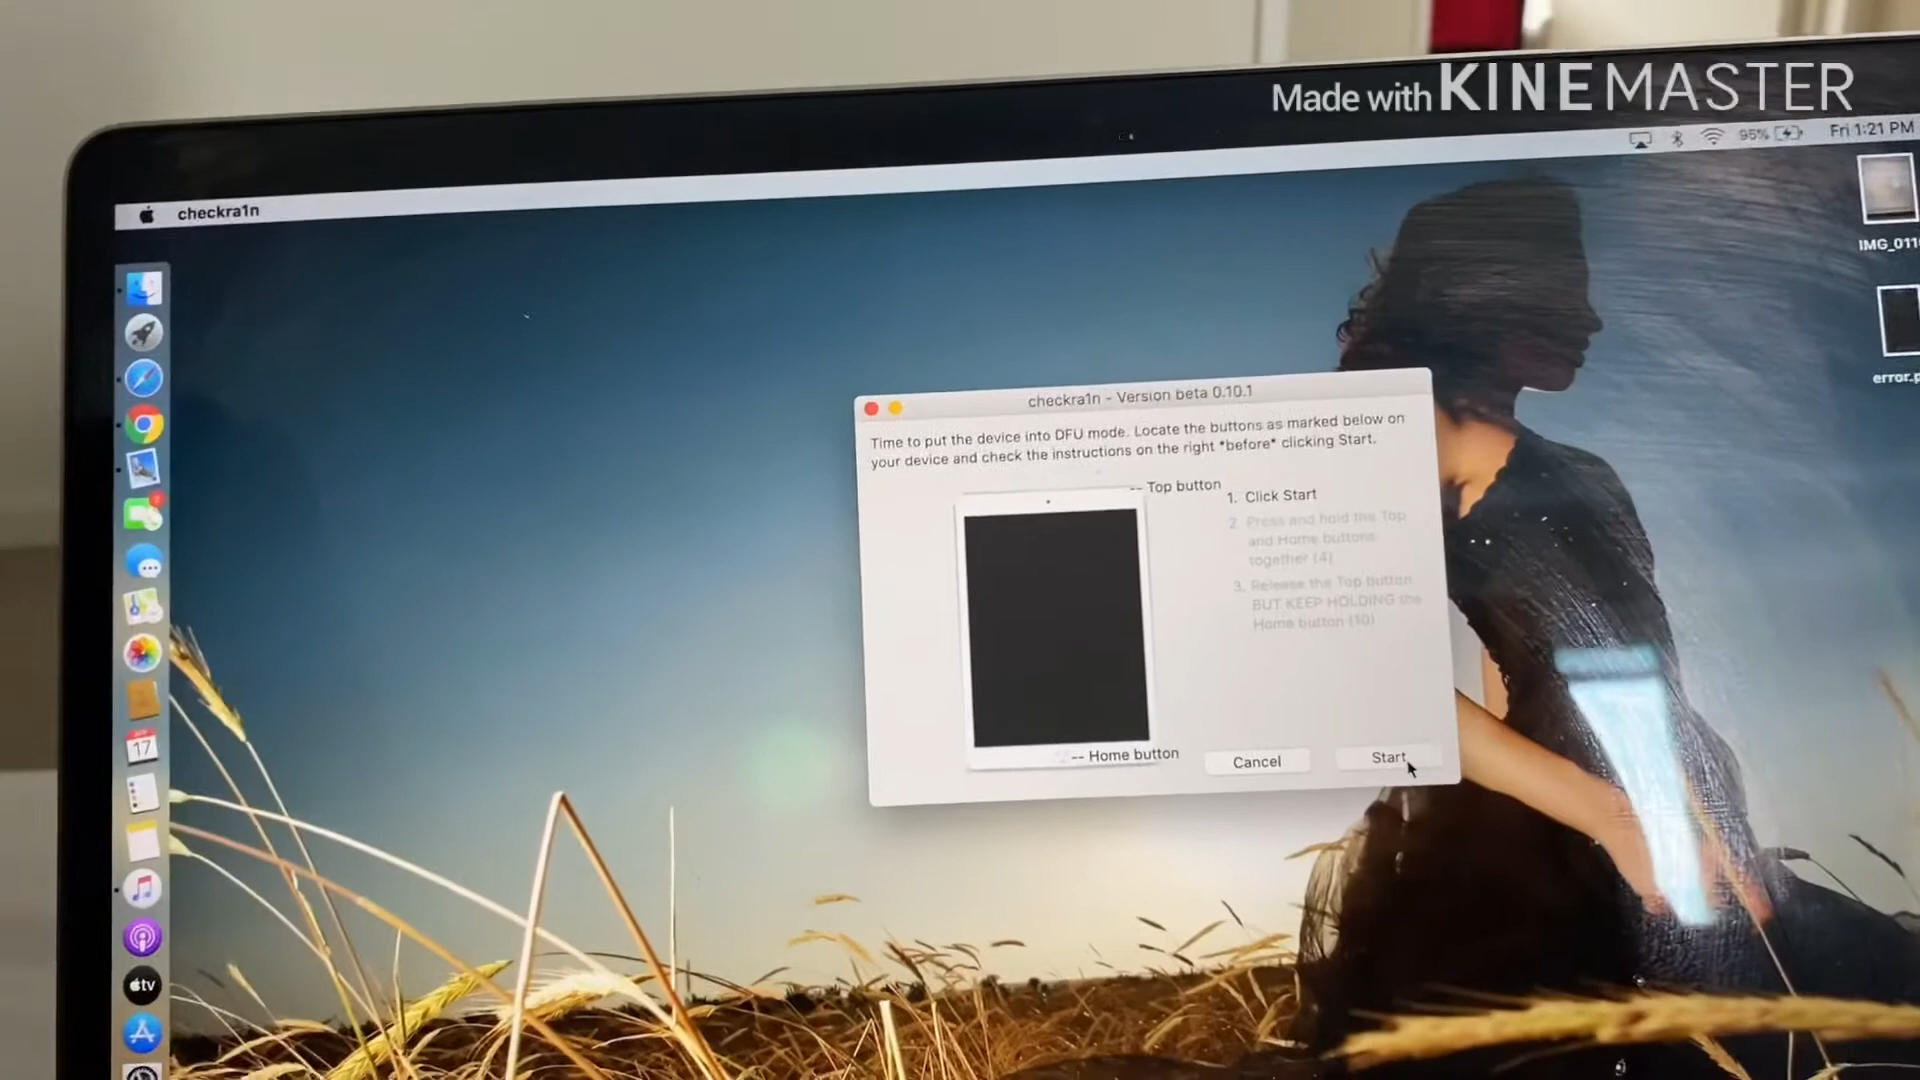 Made with KINEMASTER
95% Fri 1:21 PM
checkra1n
IMG_011
error.p
checkra1n - Version beta 0.10.1
Time to put the device into DFU mode. Locate the buttons as marked below on
your device and check the instructions on the right *before* clicking Start.
-- Top button
1. Click Start
2. Press and hold the Top
and Home buttons
together (4)
3. Release the Top button
BUT KEEP HOLDING the
Home button (10)
-- Home button
Cancel
Start
17
tv